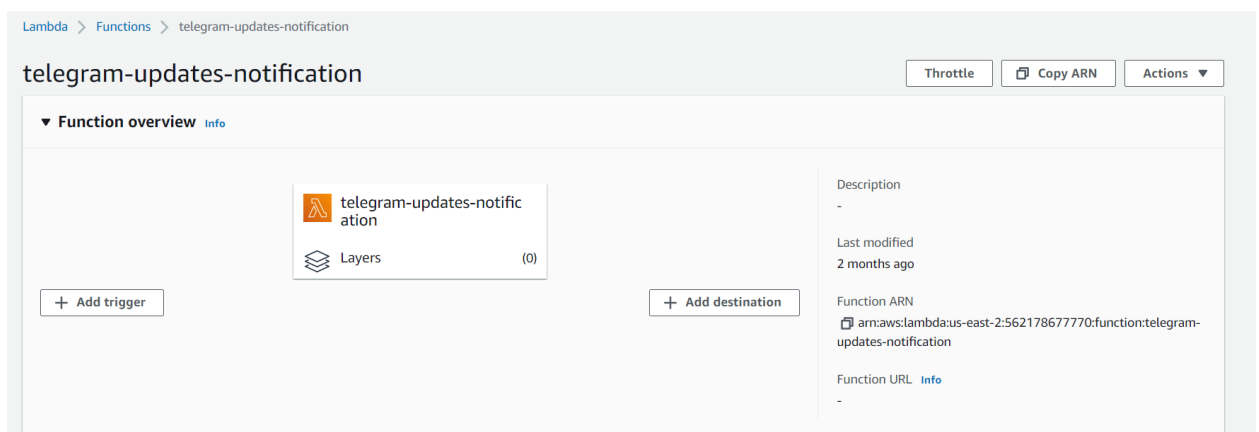 Lambda > Functions > telegram-updates-notification
telegram-updates-notification
Throttle
Copy ARN
Actions
Function overview Info
telegram-updates-notific
ation
Layers (0)
+ Add trigger
+ Add destination
Description
-
Last modified
2 months ago
Function ARN
arn:aws:lambda:us-east-2:562178677770:function:telegram-
updates-notification
Function URL Info
-